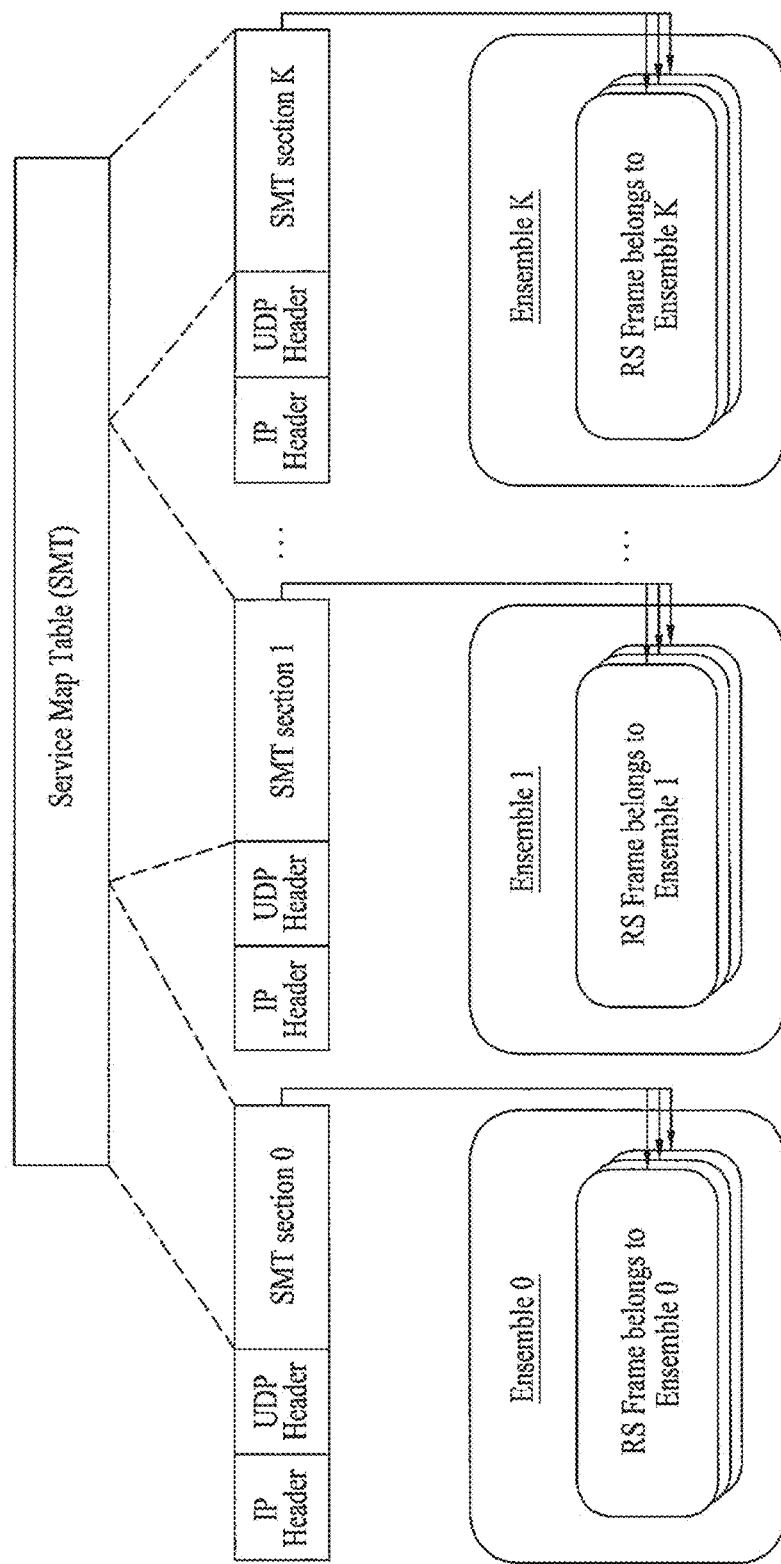 Service Map Table (SMT)
IP
Header
UDP
Header
SMT section 0
IP
Header
UDP
Header
SMT section 1
...
IP
Header
UDP
Header
SMT section K
Ensemble 0
RS Frame belongs to
Ensemble 0
Ensemble 1
RS Frame belongs to
Ensemble 1
...
Ensemble K
RS Frame belongs to
Ensemble K